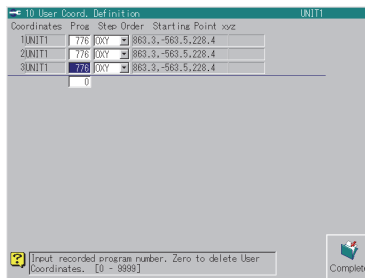 10 User Coord. Definition UNIT1
Coordinates Prog Step Order Starting Point xyz
1UNIT1 776 OXY 863.3,-563.5,228.4
2UNIT1 776 OXY 863.3,-563.5,228.4
3UNIT1 776 OXY 863.3,-563.5,228.4
0
Input recorded program number. Zero to delete User
Coordinates. [0 - 9999]
Complete